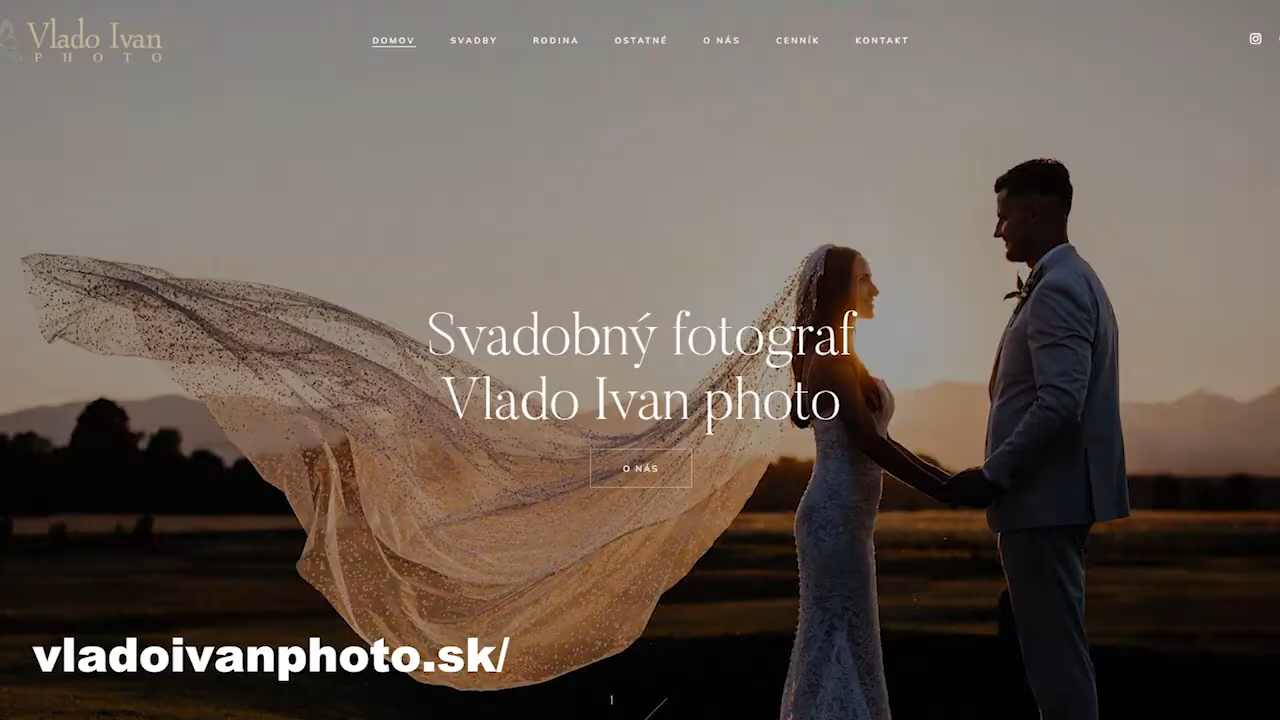 Vlado Ivan
PHOTO
DOMOV SVADBY RODINA OSTATNÉ O NÁS CENNÍK KONTAKT
Svadobný fotograf
Vlado Ivan photo
O NÁS
vladoivanphoto.sk/
1